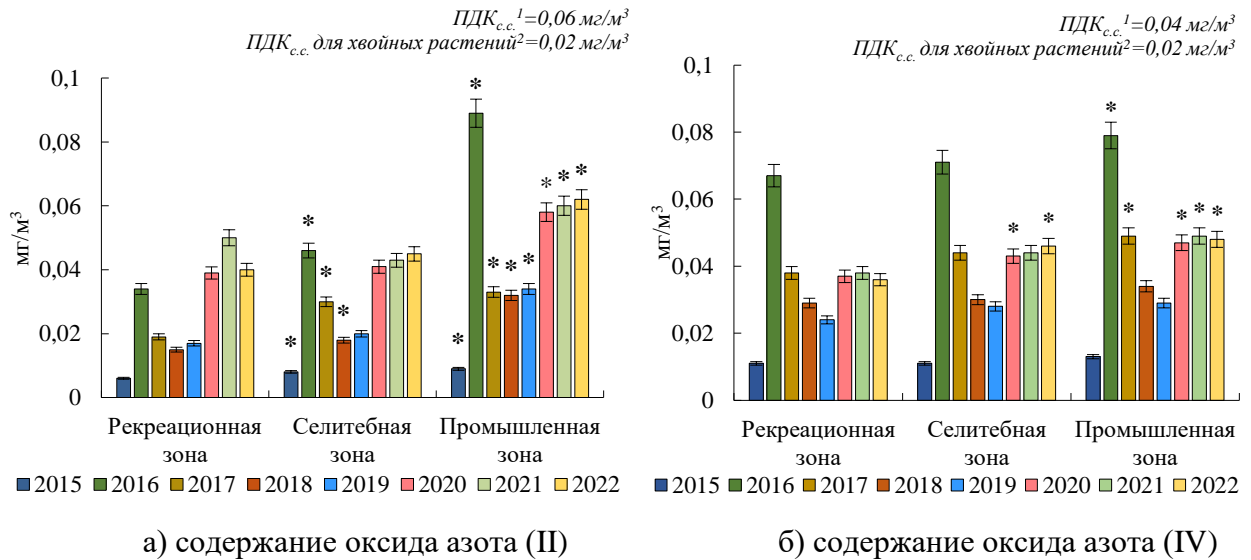 ПДКс.с.¹=0,06 мг/м³
ПДКс.с. для хвойных растений²=0,02 мг/м³
0,1
0,08
0,06
0,04
0,02
0
мг/м³
* * * * * * * * * * *
Рекреационная зона
Селитебная зона
Промышленная зона
2015 2016 2017 2018 2019 2020 2021 2022
а) содержание оксида азота (II)
ПДКс.с.¹=0,04 мг/м³
ПДКс.с. для хвойных растений²=0,02 мг/м³
0,1
0,08
0,06
0,04
0,02
0
мг/м³
* * * * * * *
Рекреационная зона
Селитебная зона
Промышленная зона
2015 2016 2017 2018 2019 2020 2021 2022
б) содержание оксида азота (IV)